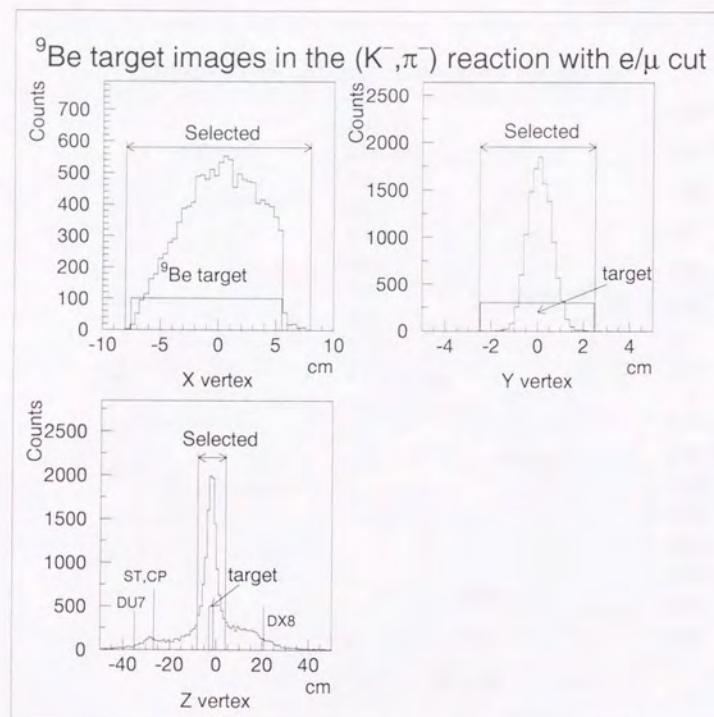 ⁹Be target images in the (K⁻,π⁻) reaction with e/μ cut
Counts
700
600
500
400
300
200
100
0
Selected
⁹Be target
-10 -5 0 5 10
cm
X vertex
Counts
2500
2000
1500
1000
500
0
Selected
target
-4 -2 0 2 4
cm
Y vertex
Counts
2500
2000
1500
1000
500
0
Selected
ST,CP
DU7
target
DX8
-40 -20 0 20 40
cm
Z vertex